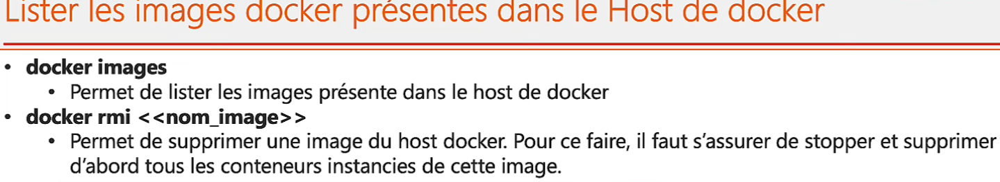 Lister les images docker présentes dans le Host de docker
• docker images
• Permet de lister les images présente dans le host de docker
• docker rmi <<nom_image>>
• Permet de supprimer une image du host docker. Pour ce faire, il faut s’assurer de stopper et supprimer
d’abord tous les conteneurs instancies de cette image.